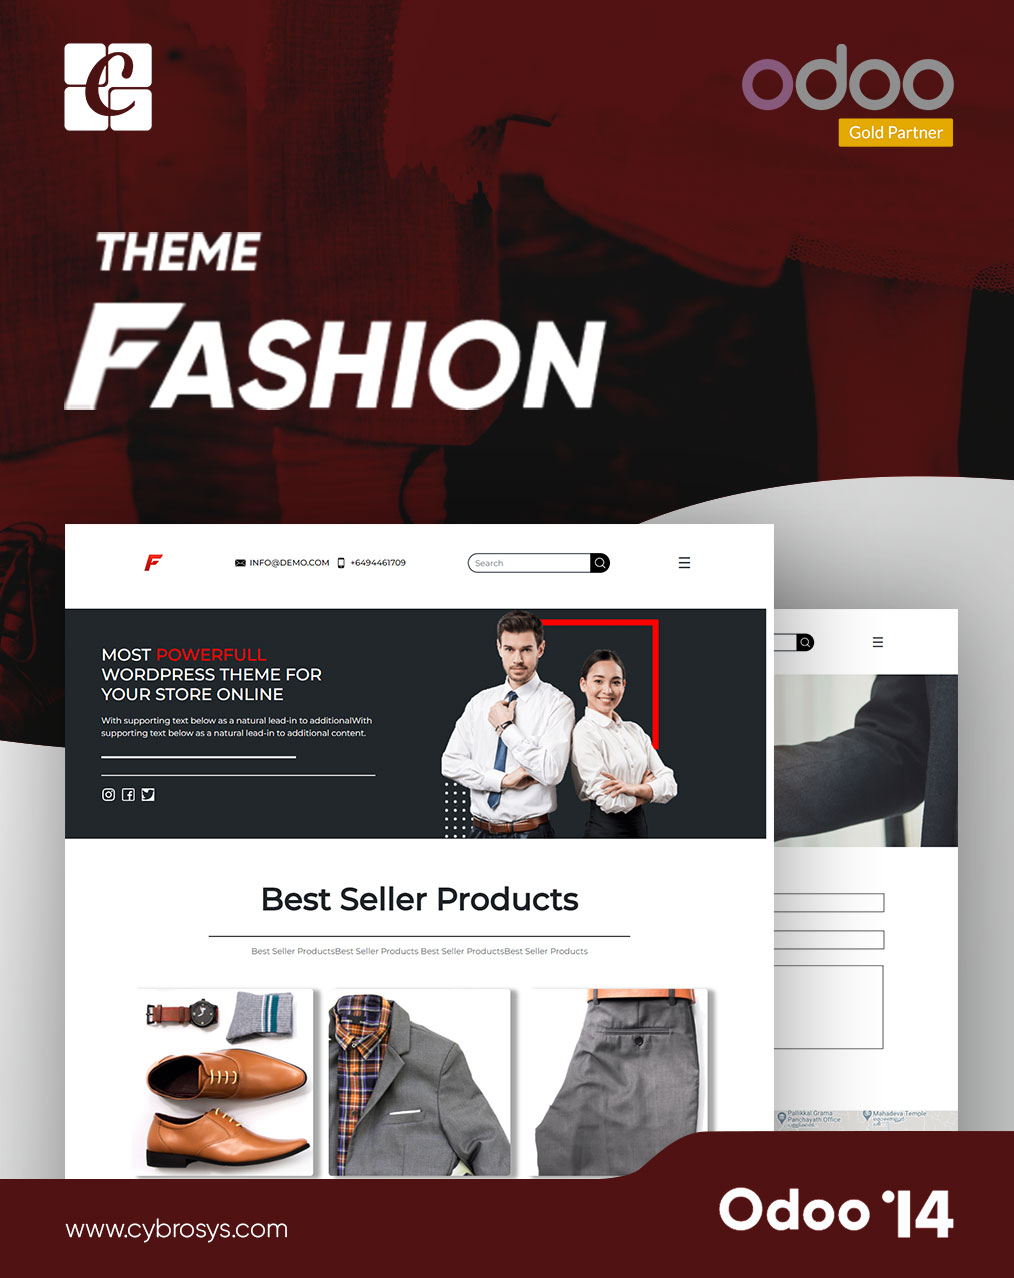 C
odoo
Gold Partner
THEME
FASHION
F
INFO@DEMO.COM
+6494461709
Search
MOST POWERFULL
WORDPRESS THEME FOR
YOUR STORE ONLINE
With supporting text below as a natural lead-in to additionalWith
supporting text below as a natural lead-in to additional content.
Best Seller Products
Best Seller ProductsBest Seller Products Best Seller ProductsBest Seller Products
Pallikkal Grama
Panchayath Office
Mahadeva Temple
www.cybrosys.com
Odoo '14